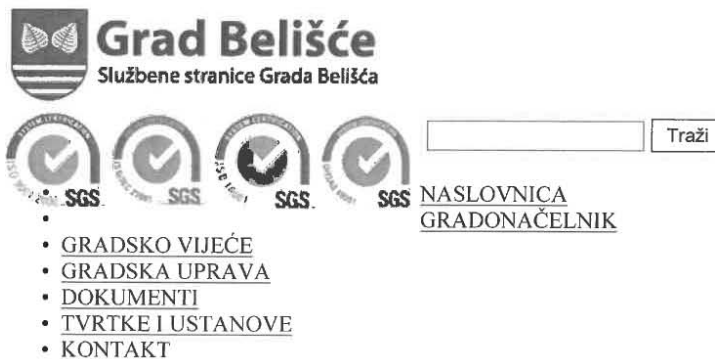 Grad Belišće
Službene stranice Grada Belišća
Traži
SGS SGS SGS SGS
NASLOVNICA
GRADONAČELNIK
GRADSKO VIJEĆE
GRADSKA UPRAVA
DOKUMENTI
TVRTKE I USTANOVE
KONTAKT